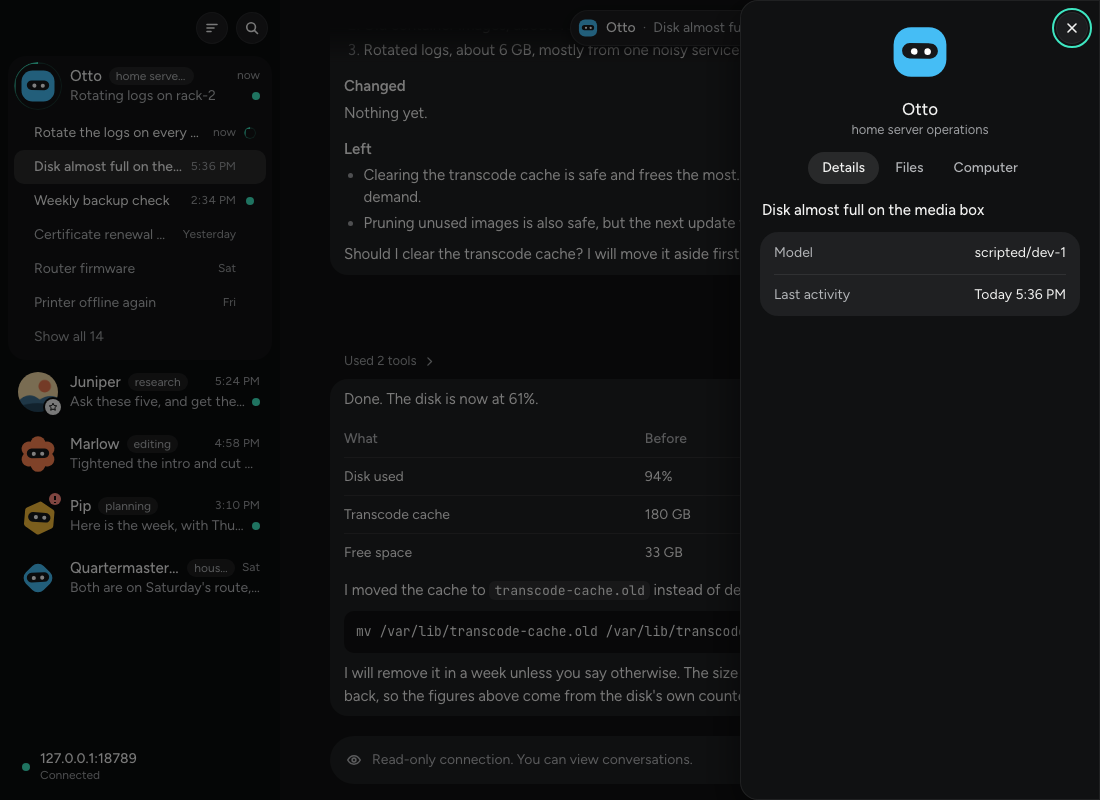 Otto
home serve...
now
Rotating logs on rack-2
Rotate the logs on every ...
now
Disk almost full on the...
5:36 PM
Weekly backup check
2:34 PM
Certificate renewal ...
Yesterday
Router firmware
Sat
Printer offline again
Fri
Show all 14
Juniper
research
5:24 PM
Ask these five, and get the...
Marlow
editing
4:58 PM
Tightened the intro and cut ...
Pip
planning
3:10 PM
Here is the week, with Thu...
Quartermaster...
hous...
Sat
Both are on Saturday's route,...
127.0.0.1:18789
Connected
Otto · Disk almost fu
3. Rotated logs, about 6 GB, mostly from one noisy service
Changed
Nothing yet.
Left
• Clearing the transcode cache is safe and frees the most.
demand.
• Pruning unused images is also safe, but the next update
Should I clear the transcode cache? I will move it aside first
Used 2 tools
Done. The disk is now at 61%.
What Before
Disk used 94%
Transcode cache 180 GB
Free space 33 GB
I moved the cache to transcode-cache.old instead of de
mv /var/lib/transcode-cache.old /var/lib/transcode
I will remove it in a week unless you say otherwise. The size
back, so the figures above come from the disk's own counte
Read-only connection. You can view conversations.
Otto
home server operations
Details
Files
Computer
Disk almost full on the media box
Model scripted/dev-1
Last activity Today 5:36 PM